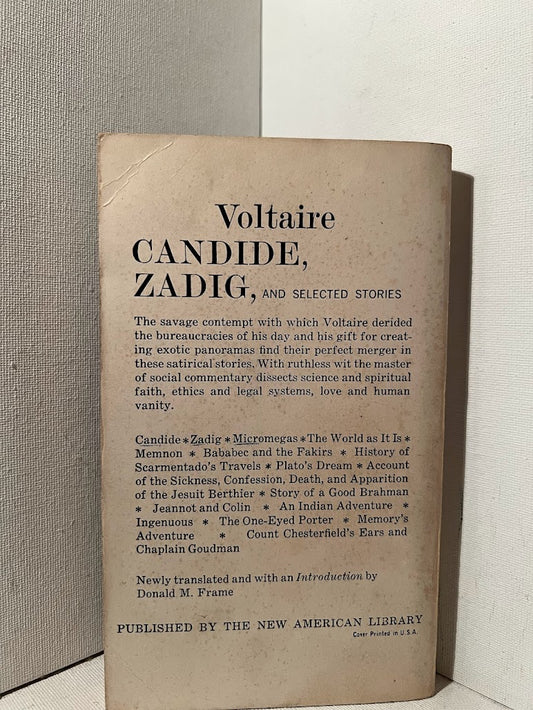 Voltaire
CANDIDE,
ZADIG, AND SELECTED STORIES
The savage contempt with which Voltaire derided
the bureaucracies of his day and his gift for creat-
ing exotic panoramas find their perfect merger in
these satirical stories. With ruthless wit the master
of social commentary dissects science and spiritual
faith, ethics and legal systems, love and human
vanity.
Candide * Zadig * Micromegas * The World as It Is *
Memnon * Bababec and the Fakirs * History of
Scarmentado's Travels * Plato's Dream * Account
of the Sickness, Confession, Death, and Apparition
of the Jesuit Berthier * Story of a Good Brahman
* Jeannot and Colin * An Indian Adventure *
Ingenuous * The One-Eyed Porter * Memory's
Adventure * Count Chesterfield's Ears and
Chaplain Goudman
Newly translated and with an Introduction by
Donald M. Frame
PUBLISHED BY THE NEW AMERICAN LIBRARY
Cover Printed in U.S.A.